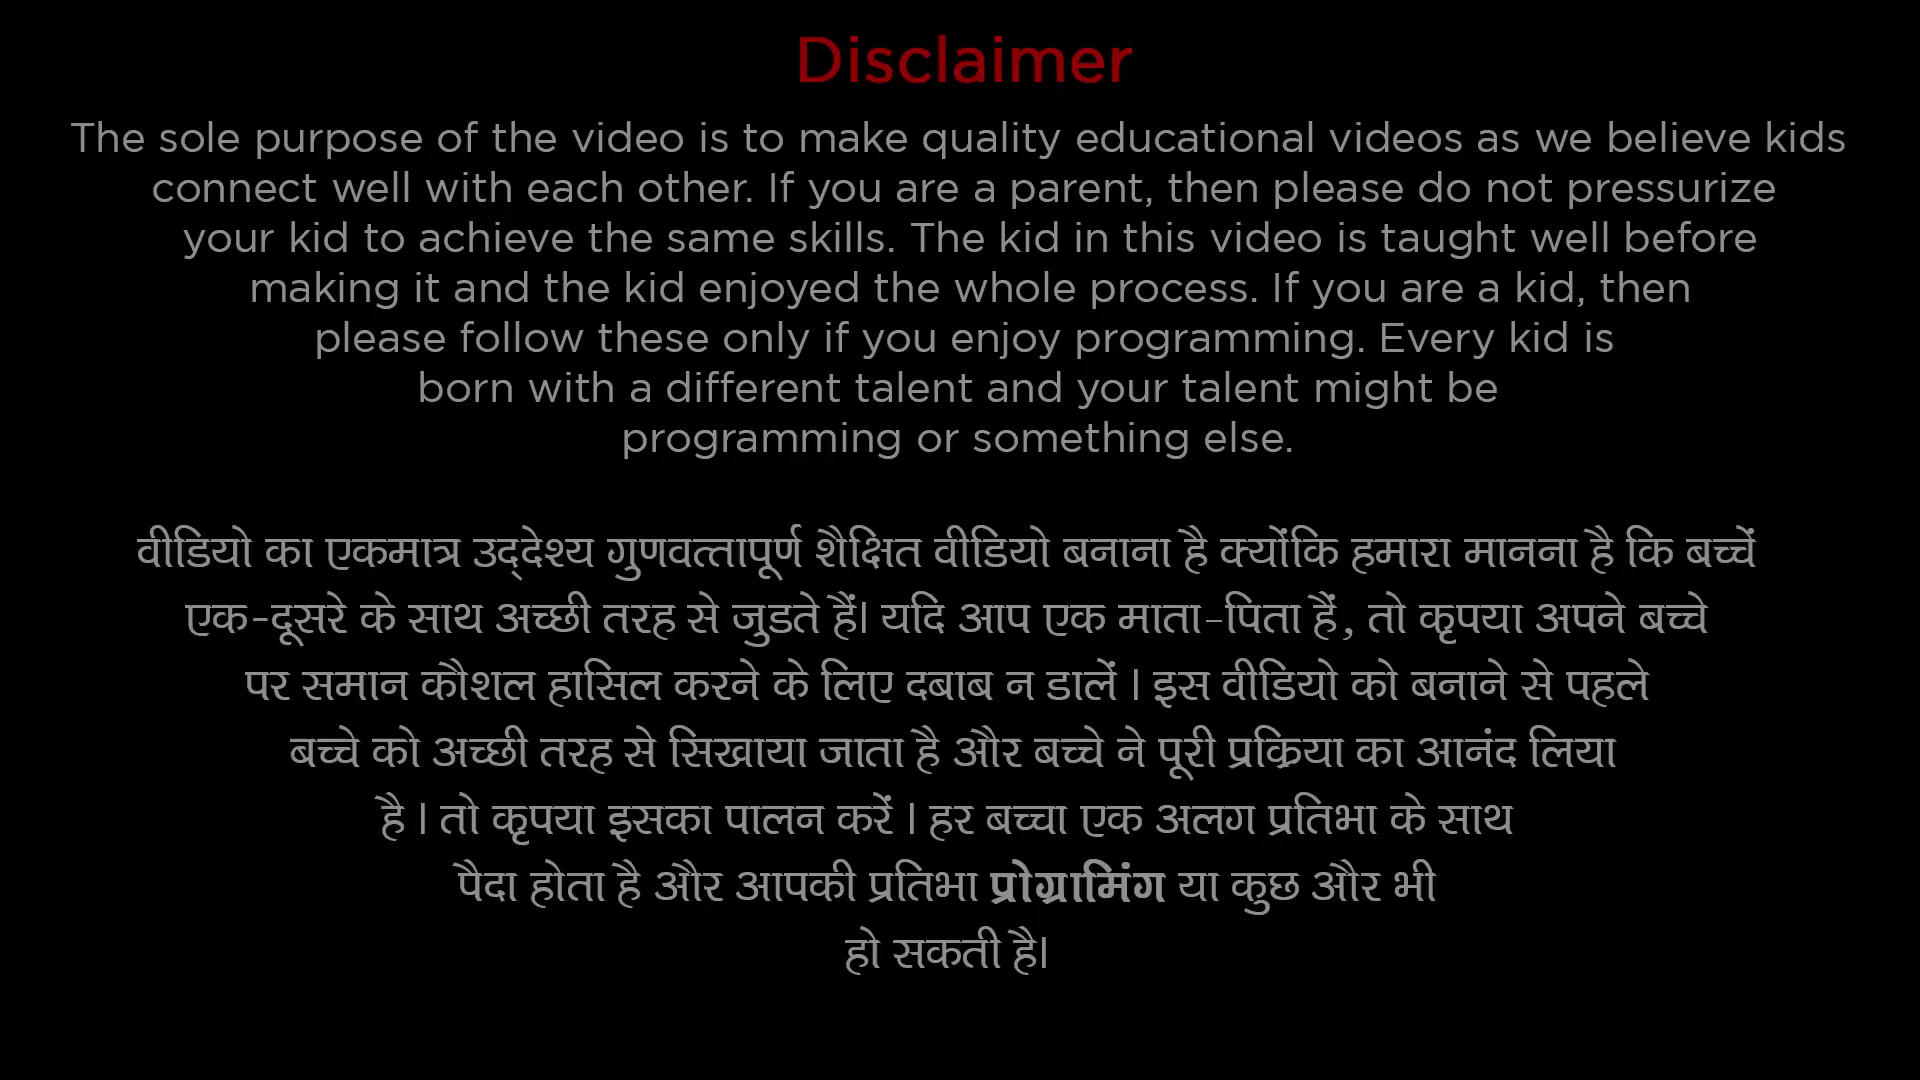 Disclaimer
The sole purpose of the video is to make quality educational videos as we believe kids
connect well with each other. If you are a parent, then please do not pressurize
your kid to achieve the same skills. The kid in this video is taught well before
making it and the kid enjoyed the whole process. If you are a kid, then
please follow these only if you enjoy programming. Every kid is
born with a different talent and your talent might be
programming or something else.
वीडियो का एकमात्र उद्देश्य गुणवत्तापूर्ण शैक्षित वीडियो बनाना है क्योंकि हमारा मानना है कि बच्चें
एक-दूसरे के साथ अच्छी तरह से जुडते हैं। यदि आप एक माता-पिता हैं, तो कृपया अपने बच्चे
पर समान कौशल हासिल करने के लिए दबाब न डालें । इस वीडियो को बनाने से पहले
बच्चे को अच्छी तरह से सिखाया जाता है और बच्चे ने पूरी प्रक्रिया का आनंद लिया
है । तो कृपया इसका पालन करें । हर बच्चा एक अलग प्रतिभा के साथ
पैदा होता है और आपकी प्रतिभा प्रोग्रामिंग या कुछ और भी
हो सकती है।